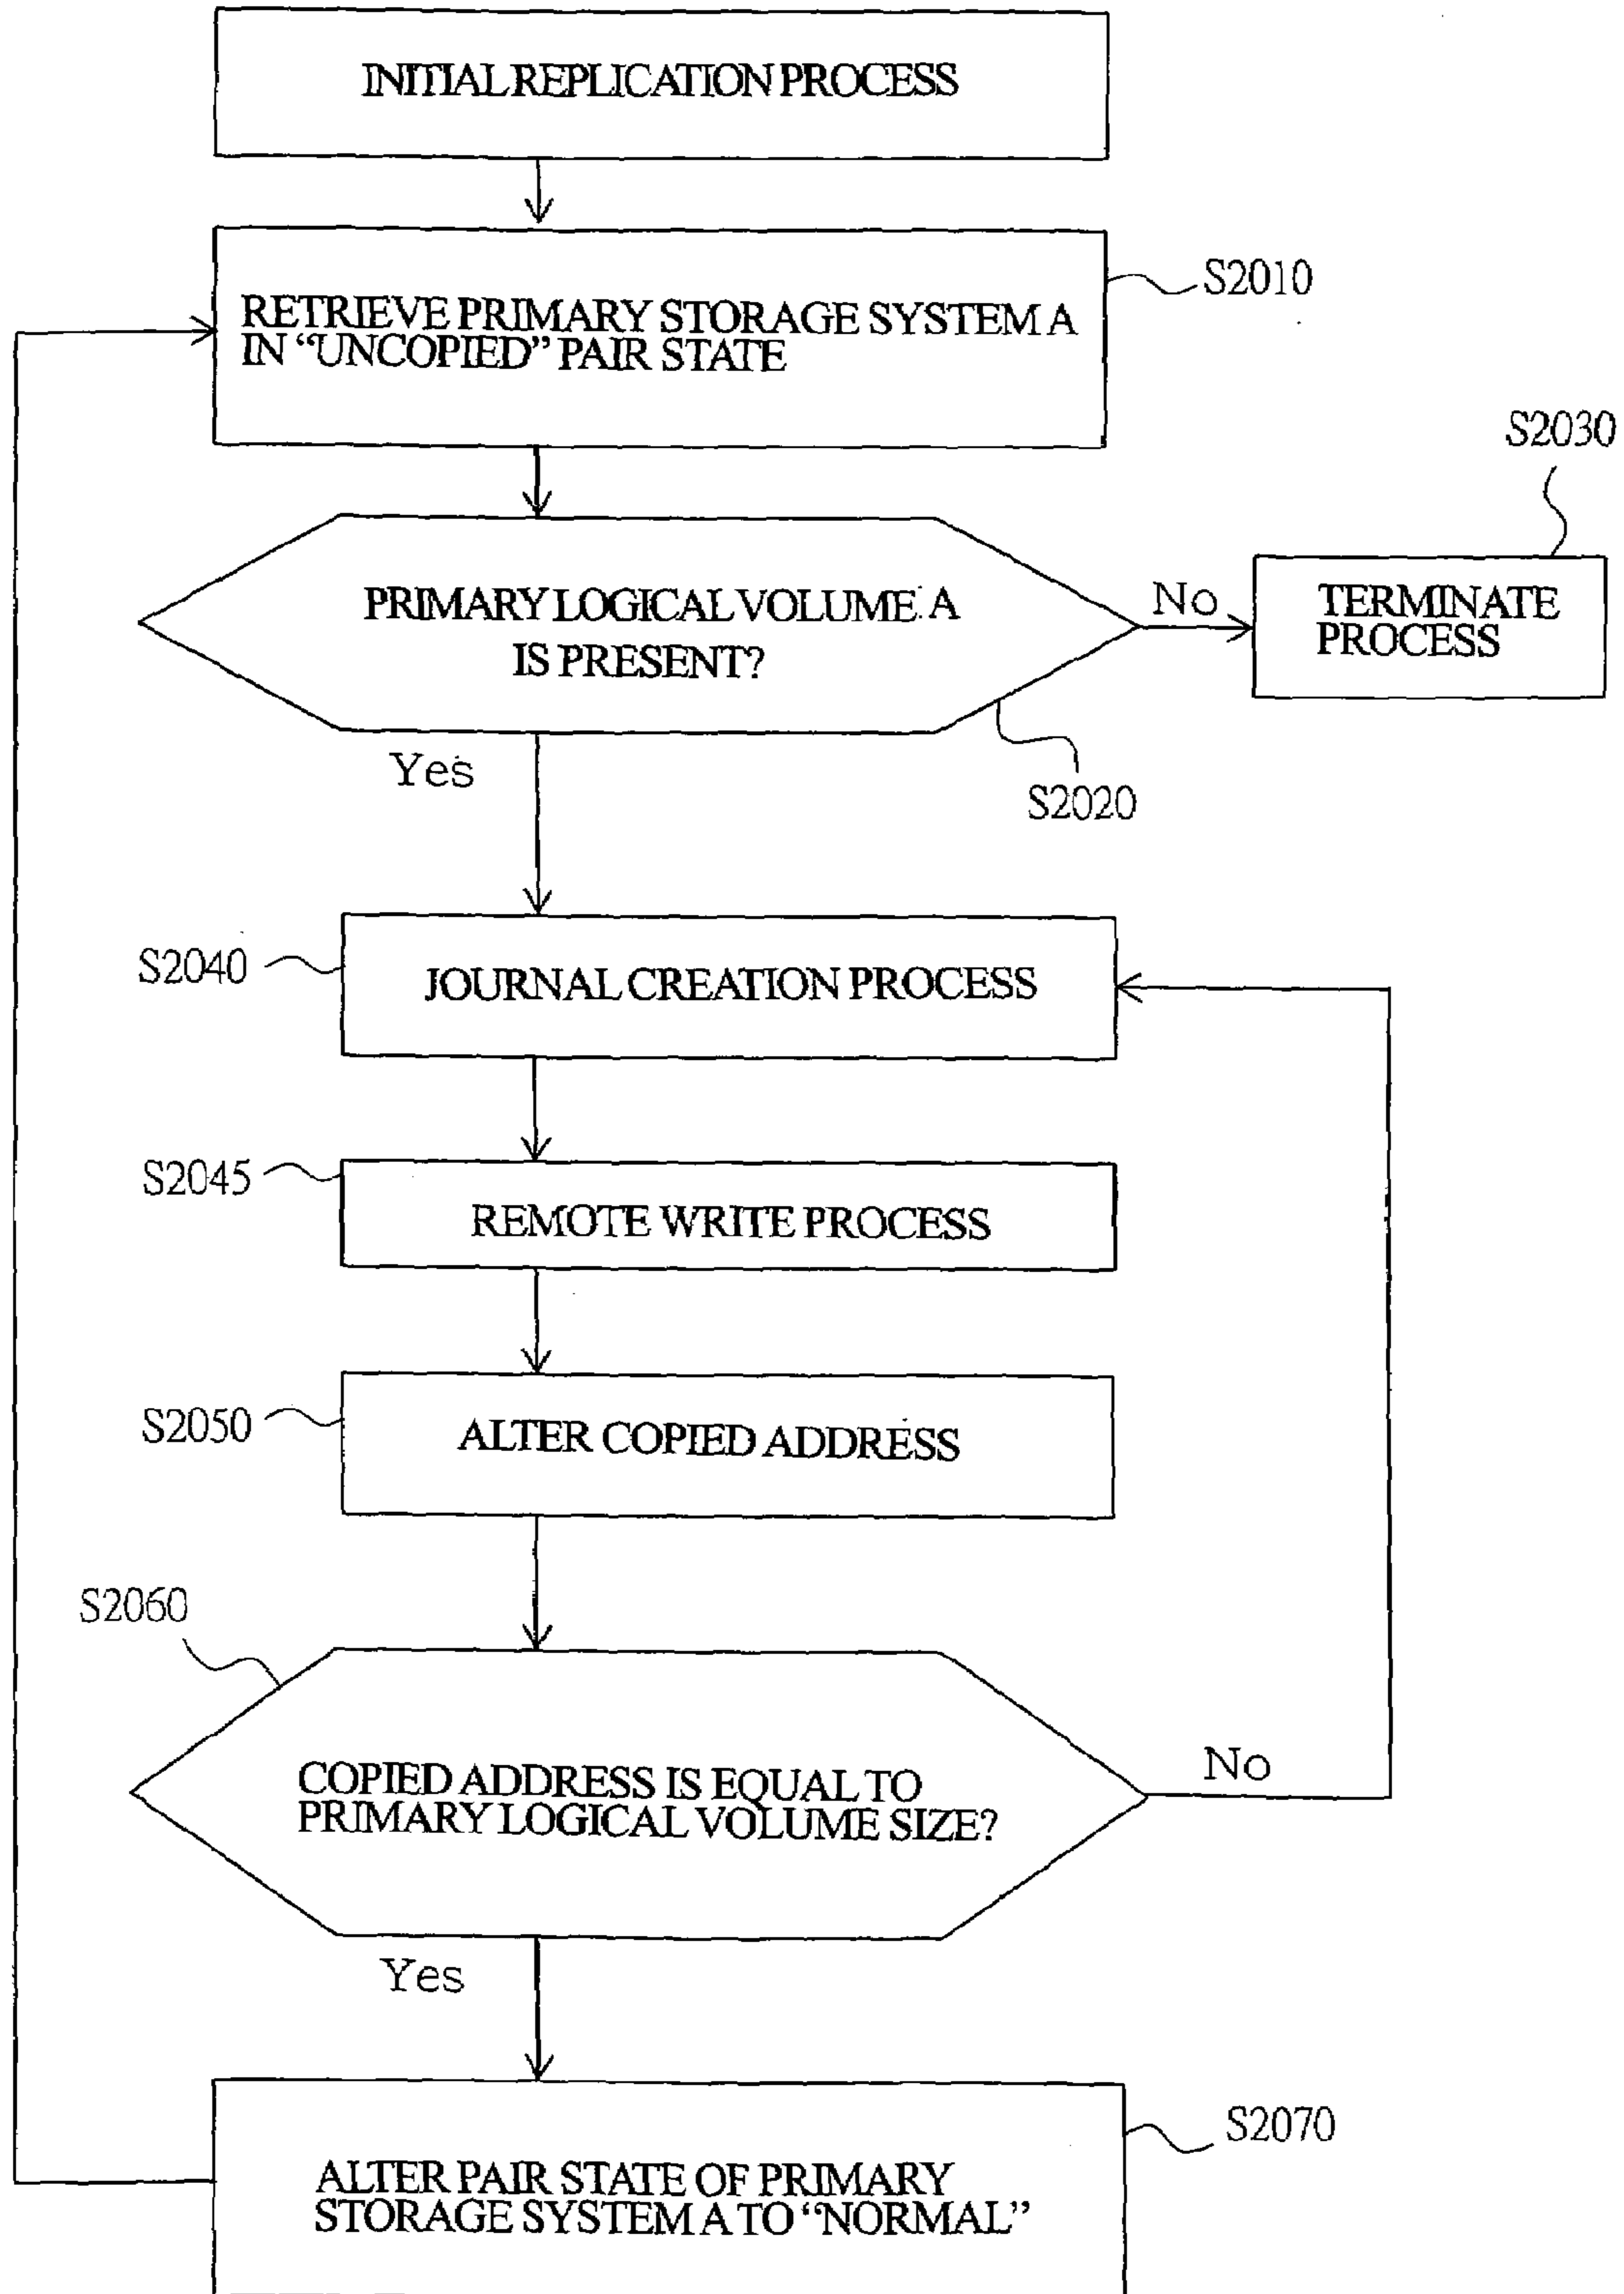 INITIAL REPLICATION PROCESS
RETRIEVE PRIMARY STORAGE SYSTEM A
IN “UNCOPIED” PAIR STATE
S2010
S2030
PRIMARY LOGICAL VOLUME A
IS PRESENT?
No
TERMINATE
PROCESS
Yes
S2020
S2040
JOURNAL CREATION PROCESS
S2045
REMOTE WRITE PROCESS
S2050
ALTER COPIED ADDRESS
S2060
COPIED ADDRESS IS EQUAL TO
PRIMARY LOGICAL VOLUME SIZE?
No
Yes
S2070
ALTER PAIR STATE OF PRIMARY
STORAGE SYSTEM A TO “NORMAL”